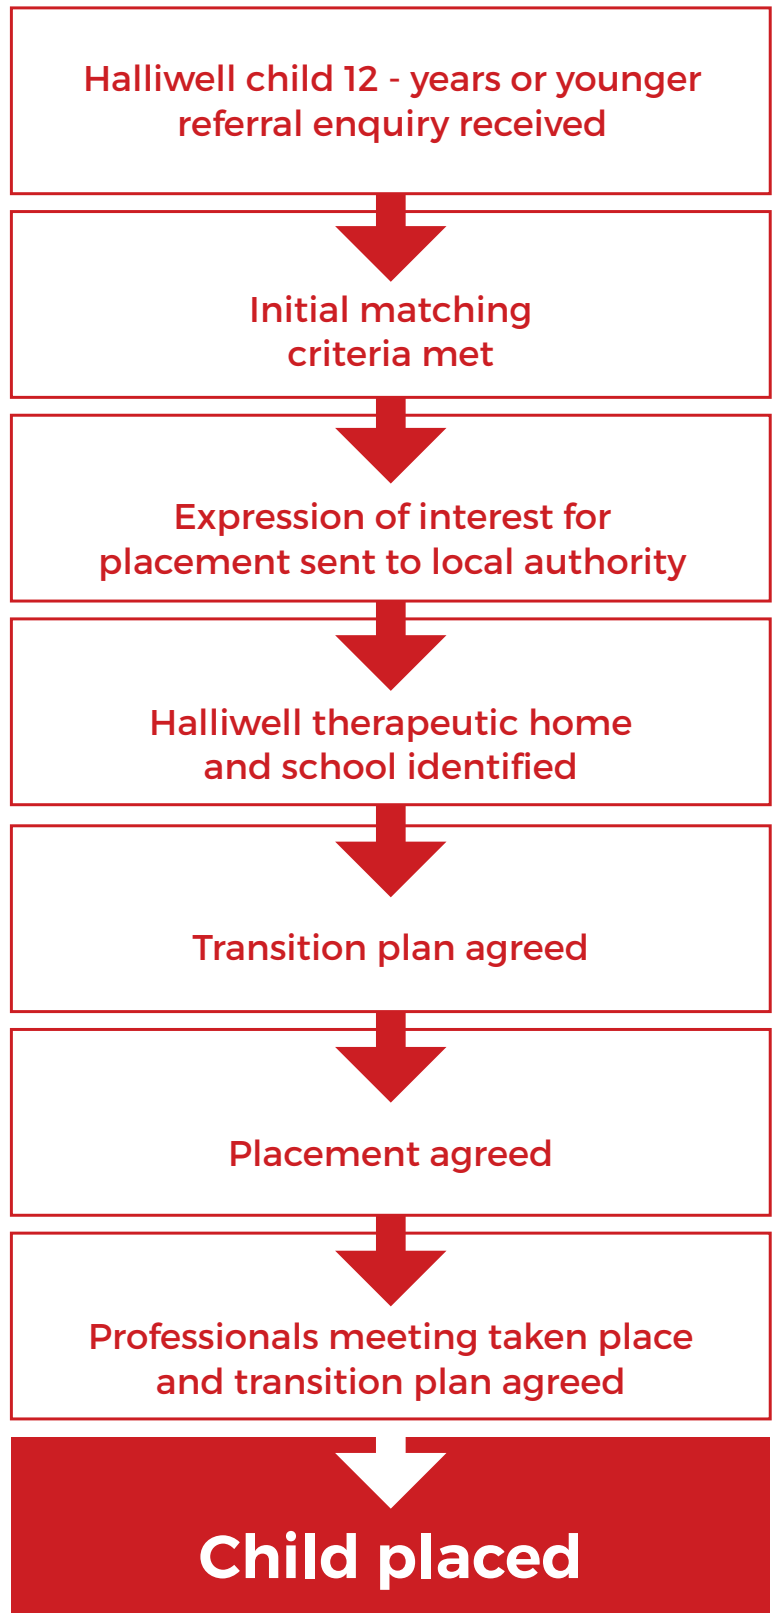 Halliwell child 12 - years or younger
referral enquiry received
Initial matching
criteria met
Expression of interest for
placement sent to local authority
Halliwell therapeutic home
and school identified
Transition plan agreed
Placement agreed
Professionals meeting taken place
and transition plan agreed
Child placed